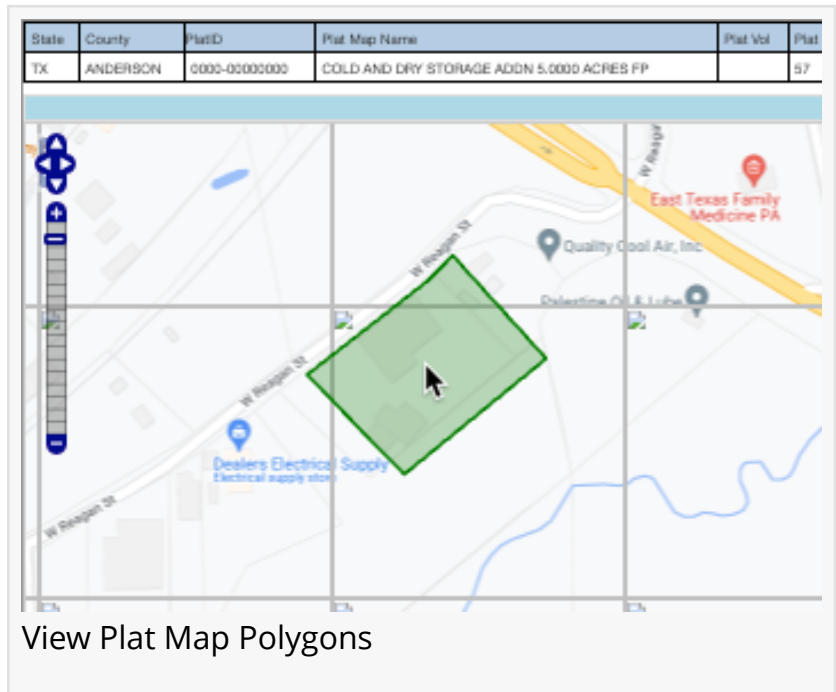 State County PlatID Plat Map Name Plat Vol Plat
TX ANDERSON 0000-00000000 COLD AND DRY STORAGE ADDN 5.0000 ACRES FP 57
W Reagan St
W Reag
East Texas Family
Medicine PA
Quality Cool Air, Inc
Palestine Oil & Lube
W Reagan St
Dealers Electrical Supply
Electrical supply store
W Reagan St
View Plat Map Polygons